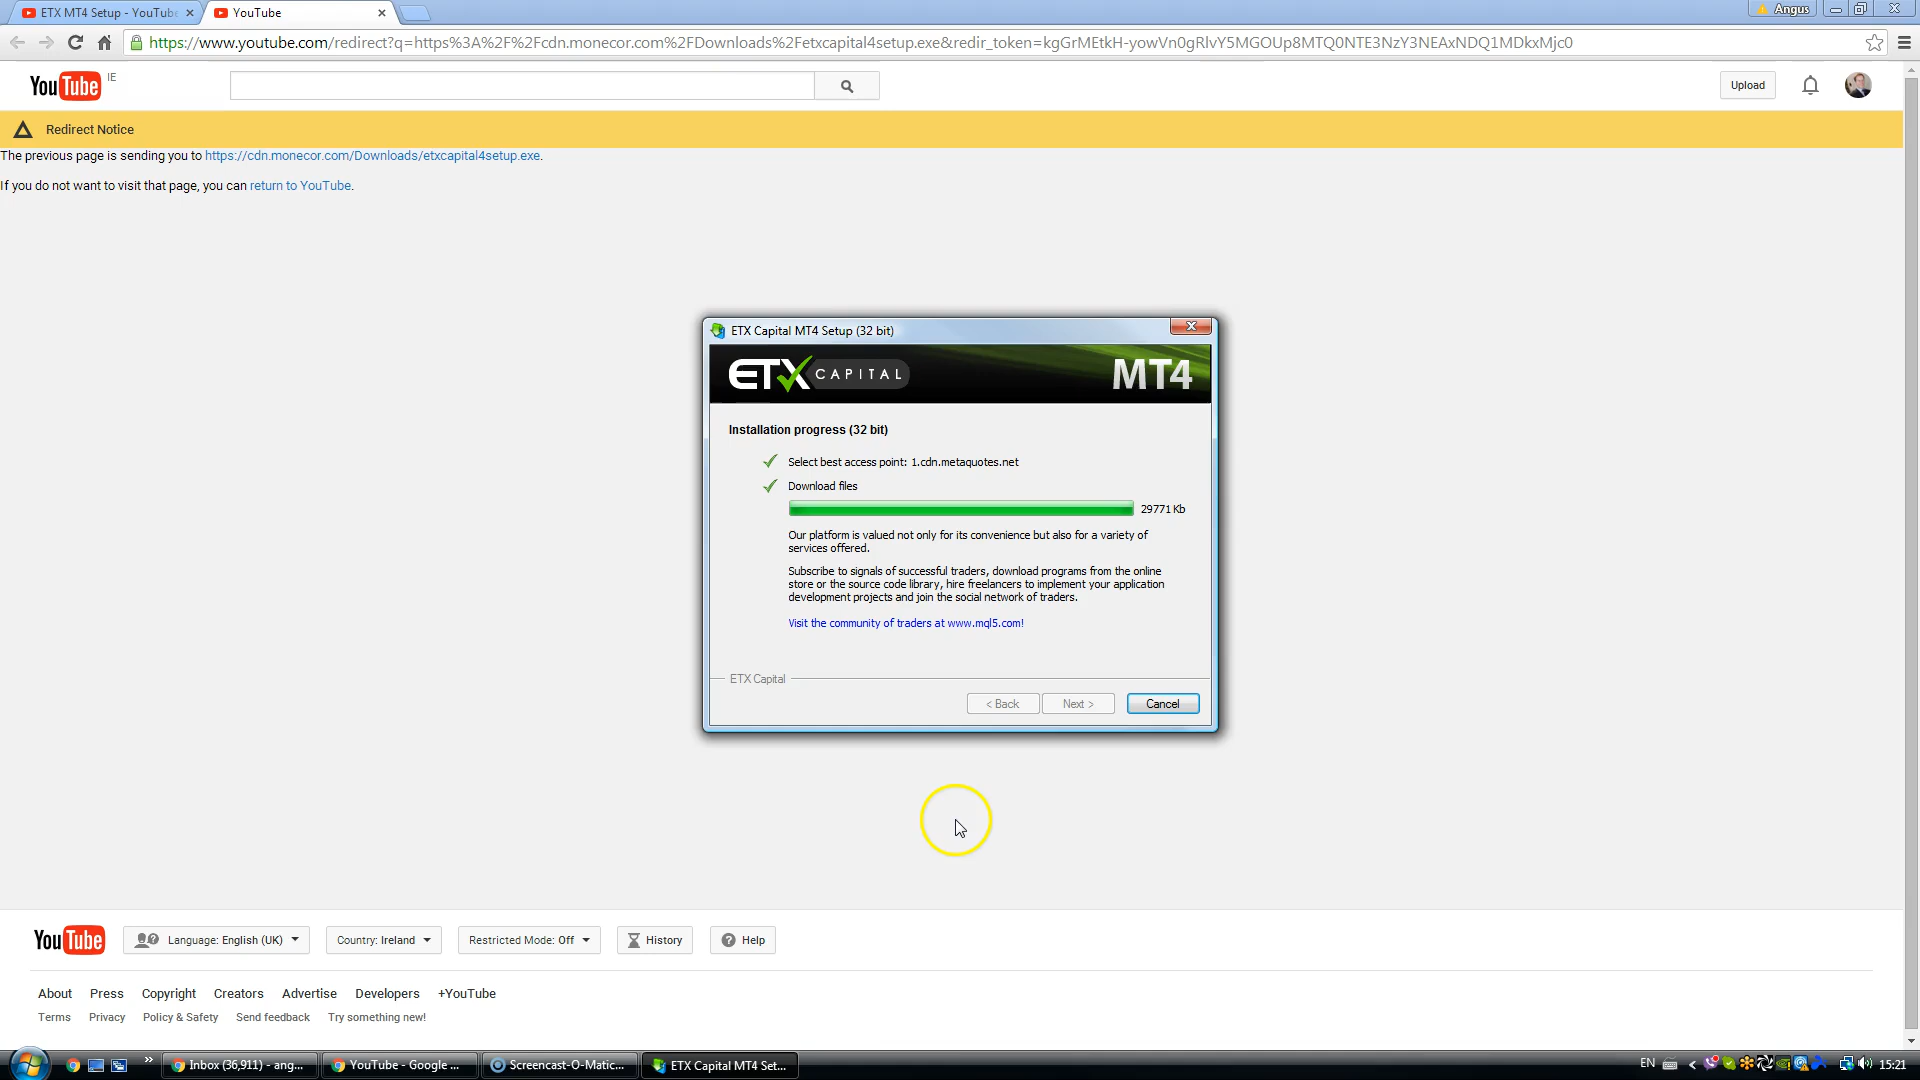 ETX MT4 Setup - YouTube
YouTube
Angus
https://www.youtube.com/redirect?q=https%3A%2F%2Fcdn.monecor.com%2FDownloads%2Fetxcapital4setup.exe&redir_token=kgGrMEtkH-yowVn0gRlvY5MGOUp8MTQ0NTE3NzY3NEAxNDQ1MDkxMjc0
YouTube IE
Upload
Redirect Notice
The previous page is sending you to https://cdn.monecor.com/Downloads/etxcapital4setup.exe.
If you do not want to visit that page, you can return to YouTube.
ETX Capital MT4 Setup (32 bit)
ETX CAPITAL MT4
Installation progress (32 bit)
Select best access point: 1.cdn.metaquotes.net
Download files
29771 Kb
Our platform is valued not only for its convenience but also for a variety of
services offered.
Subscribe to signals of successful traders, download programs from the online
store or the source code library, hire freelancers to implement your application
development projects and join the social network of traders.
Visit the community of traders at www.mql5.com!
ETX Capital
< Back Next > Cancel
YouTube Language: English (UK) Country: Ireland Restricted Mode: Off History Help
About Press Copyright Creators Advertise Developers +YouTube
Terms Privacy Policy & Safety Send feedback Try something new!
Inbox (36,911) - ang... YouTube - Google ... Screencast-O-Matic... ETX Capital MT4 Set... EN 15:21